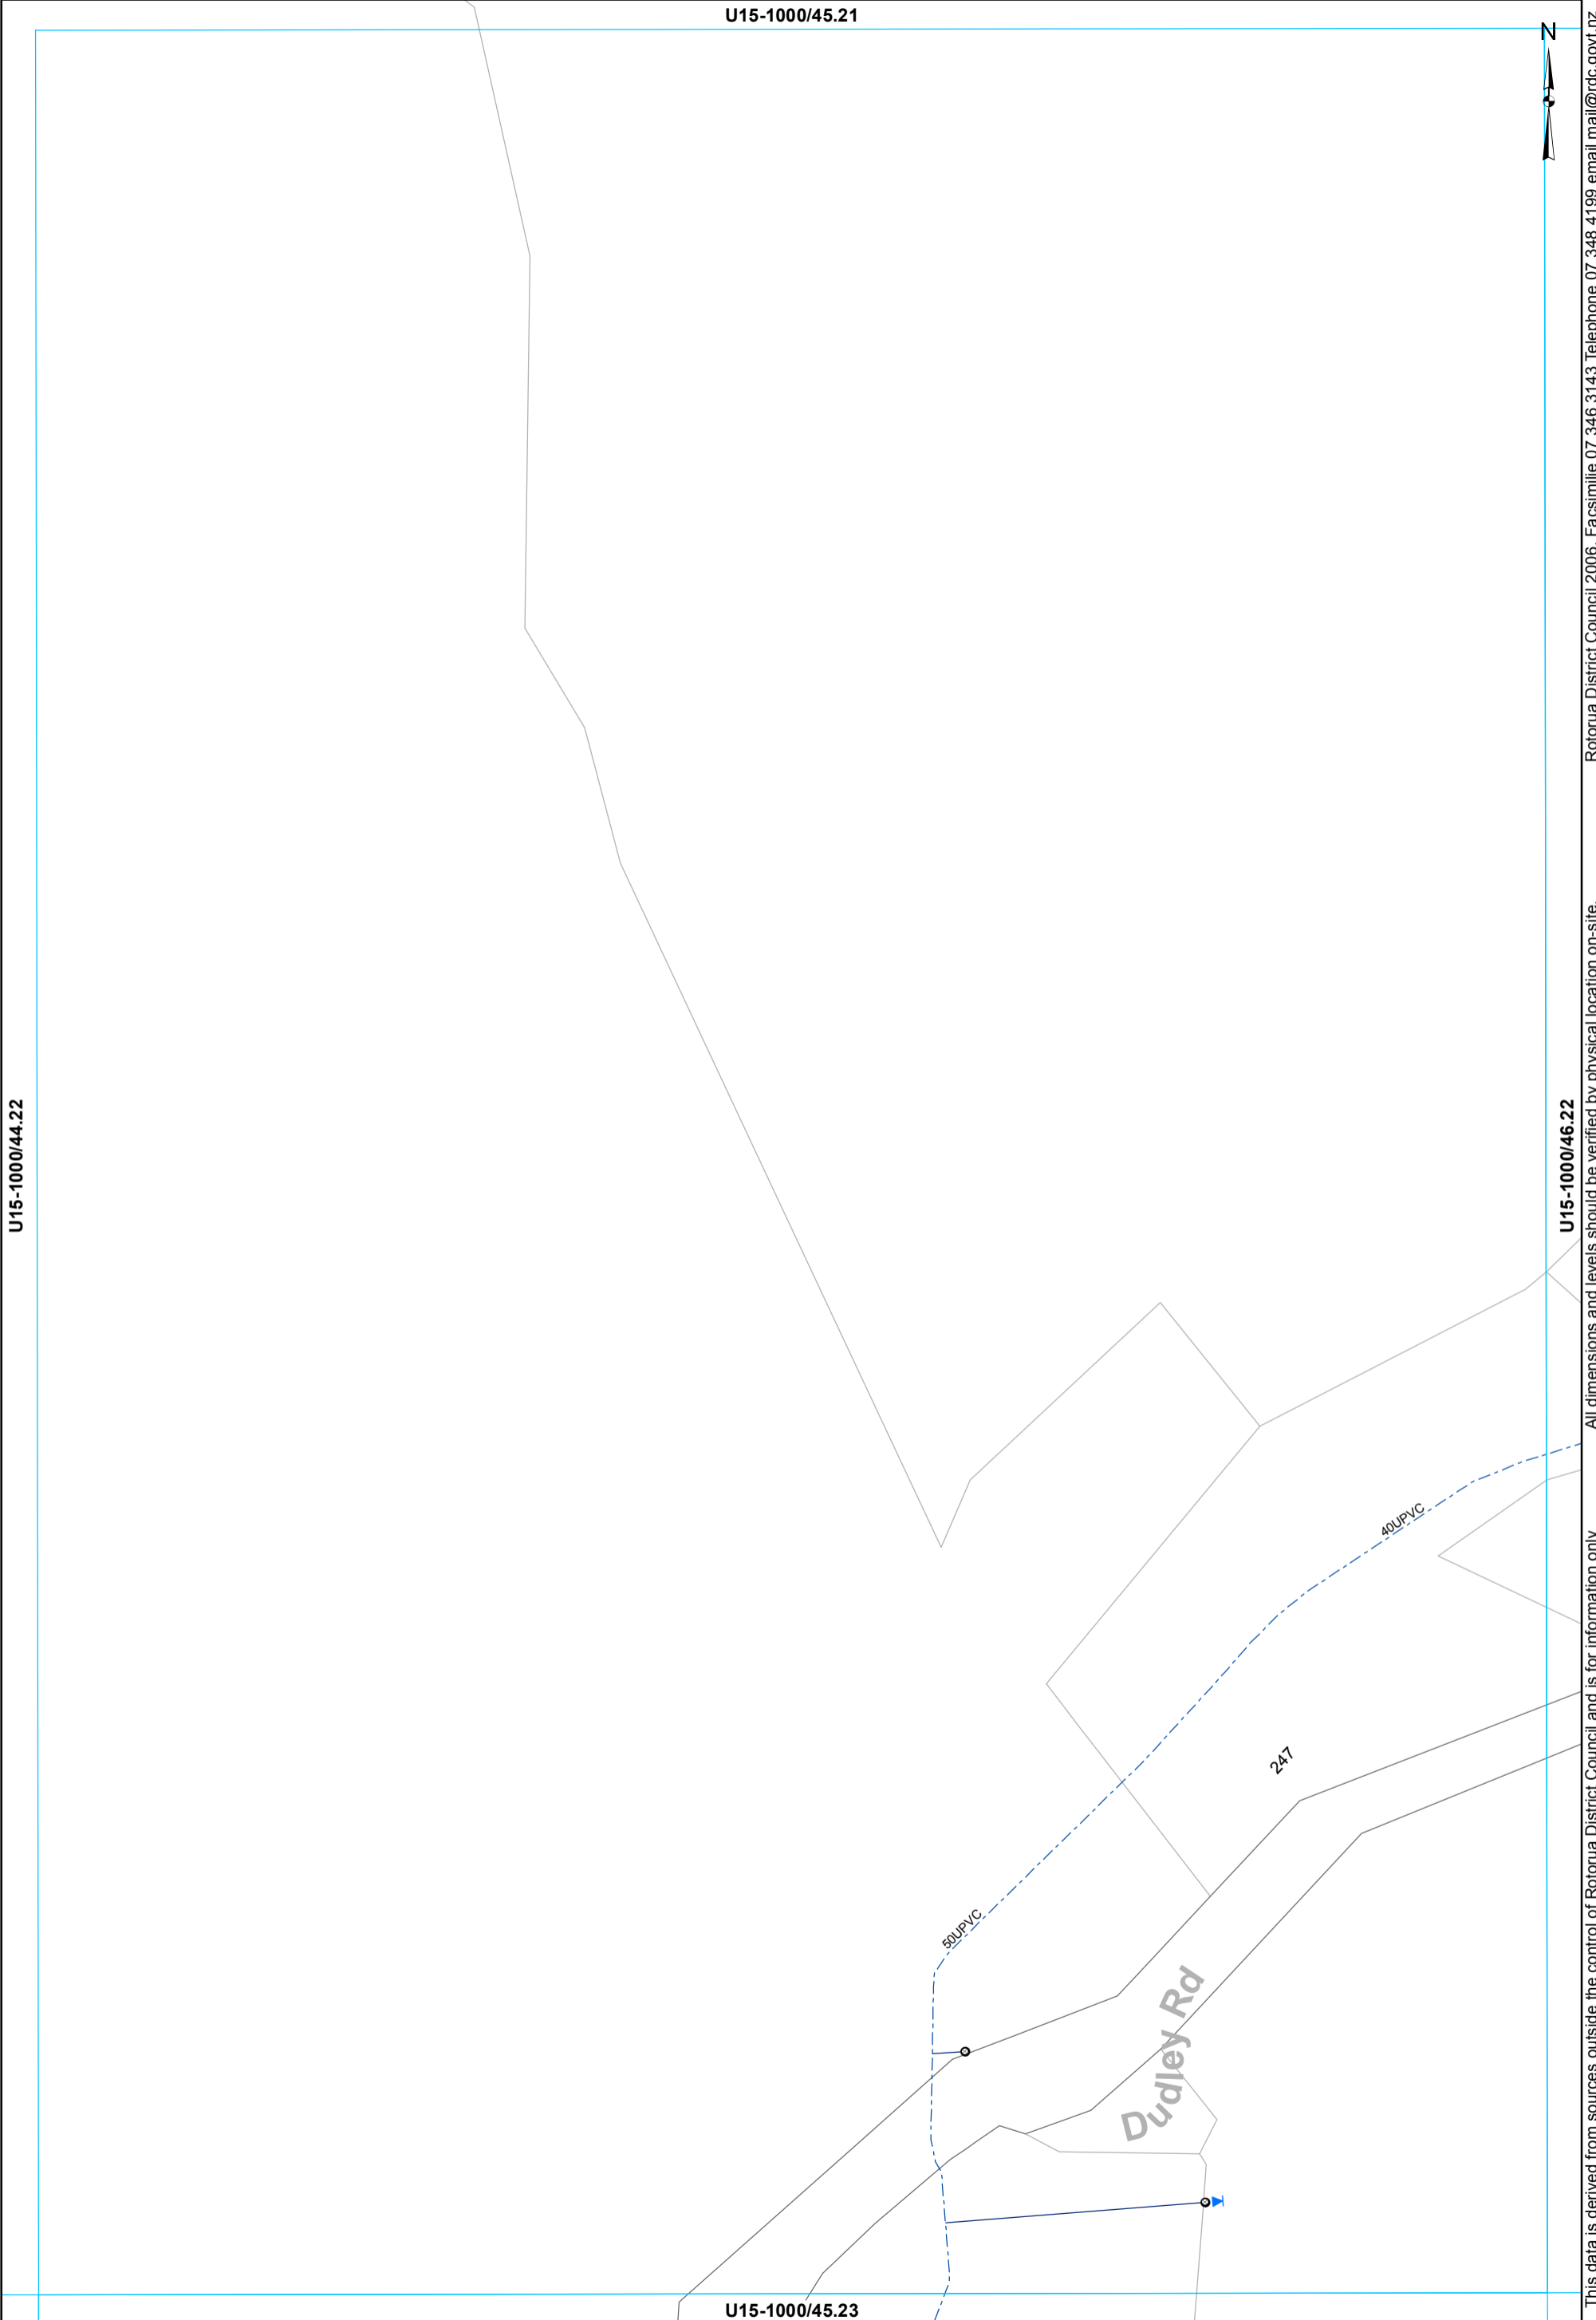 U15-1000/45.21
N
U15-1000/44.22
U15-1000/46.22
40UPVC
247
50UPVC
Dudley Rd
U15-1000/45.23
This data is derived from sources outside the control of Rotorua District Council and is for information only
All dimensions and levels should be verified by physical location on-site.
Rotorua District Council 2006. Facsimilie 07 346 3143 Telephone 07 348 4199 email mail@rdc.govt.nz